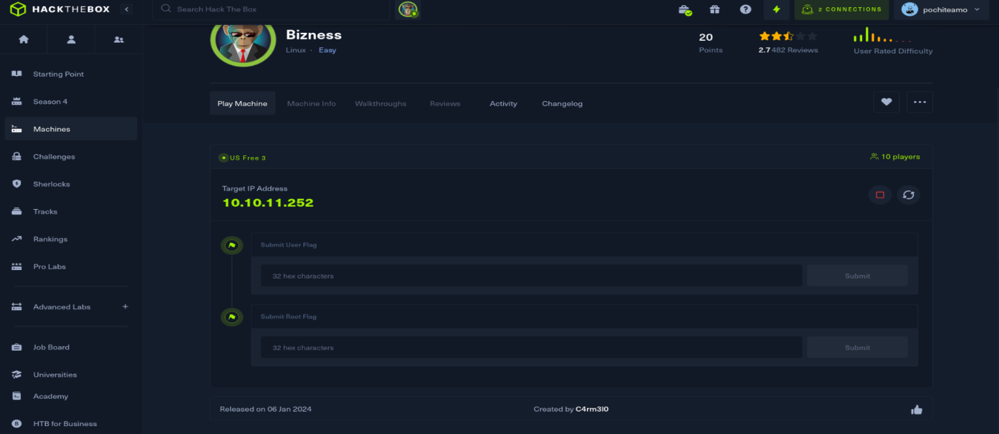 HACKTHEBOX
Search Hack The Box
2 CONNECTIONS
pochiteamo
Starting Point
Season 4
Machines
Challenges
Sherlocks
Tracks
Rankings
Pro Labs
Advanced Labs +
Job Board
Universities
Academy
HTB for Business
Bizness
Linux · Easy
20
Points
2.7 482 Reviews
User Rated Difficulty
Play Machine
Machine Info
Walkthroughs
Reviews
Activity
Changelog
US Free 3
10 players
Target IP Address
10.10.11.252
Submit User Flag
32 hex characters
Submit
Submit Root Flag
32 hex characters
Submit
Released on 06 Jan 2024
Created by C4rm3l0